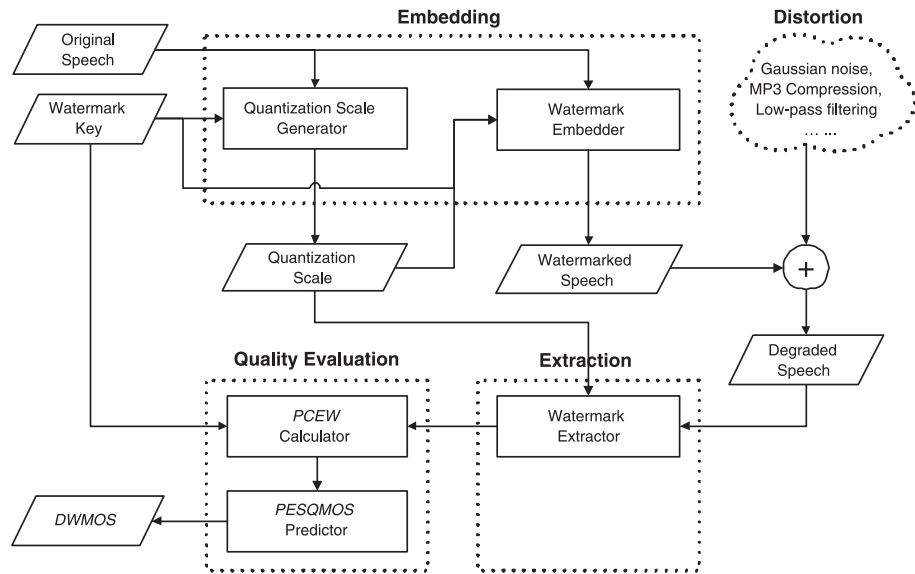 Embedding
Distortion
Original
Speech
Gaussian noise,
MP3 Compression,
Low-pass filtering
... ...
Watermark
Key
Quantization Scale
Generator
Watermark
Embedder
Quantization
Scale
Watermarked
Speech
+
Degraded
Speech
Quality Evaluation
Extraction
PCEW
Calculator
Watermark
Extractor
DWMOS
PESQMOS
Predictor